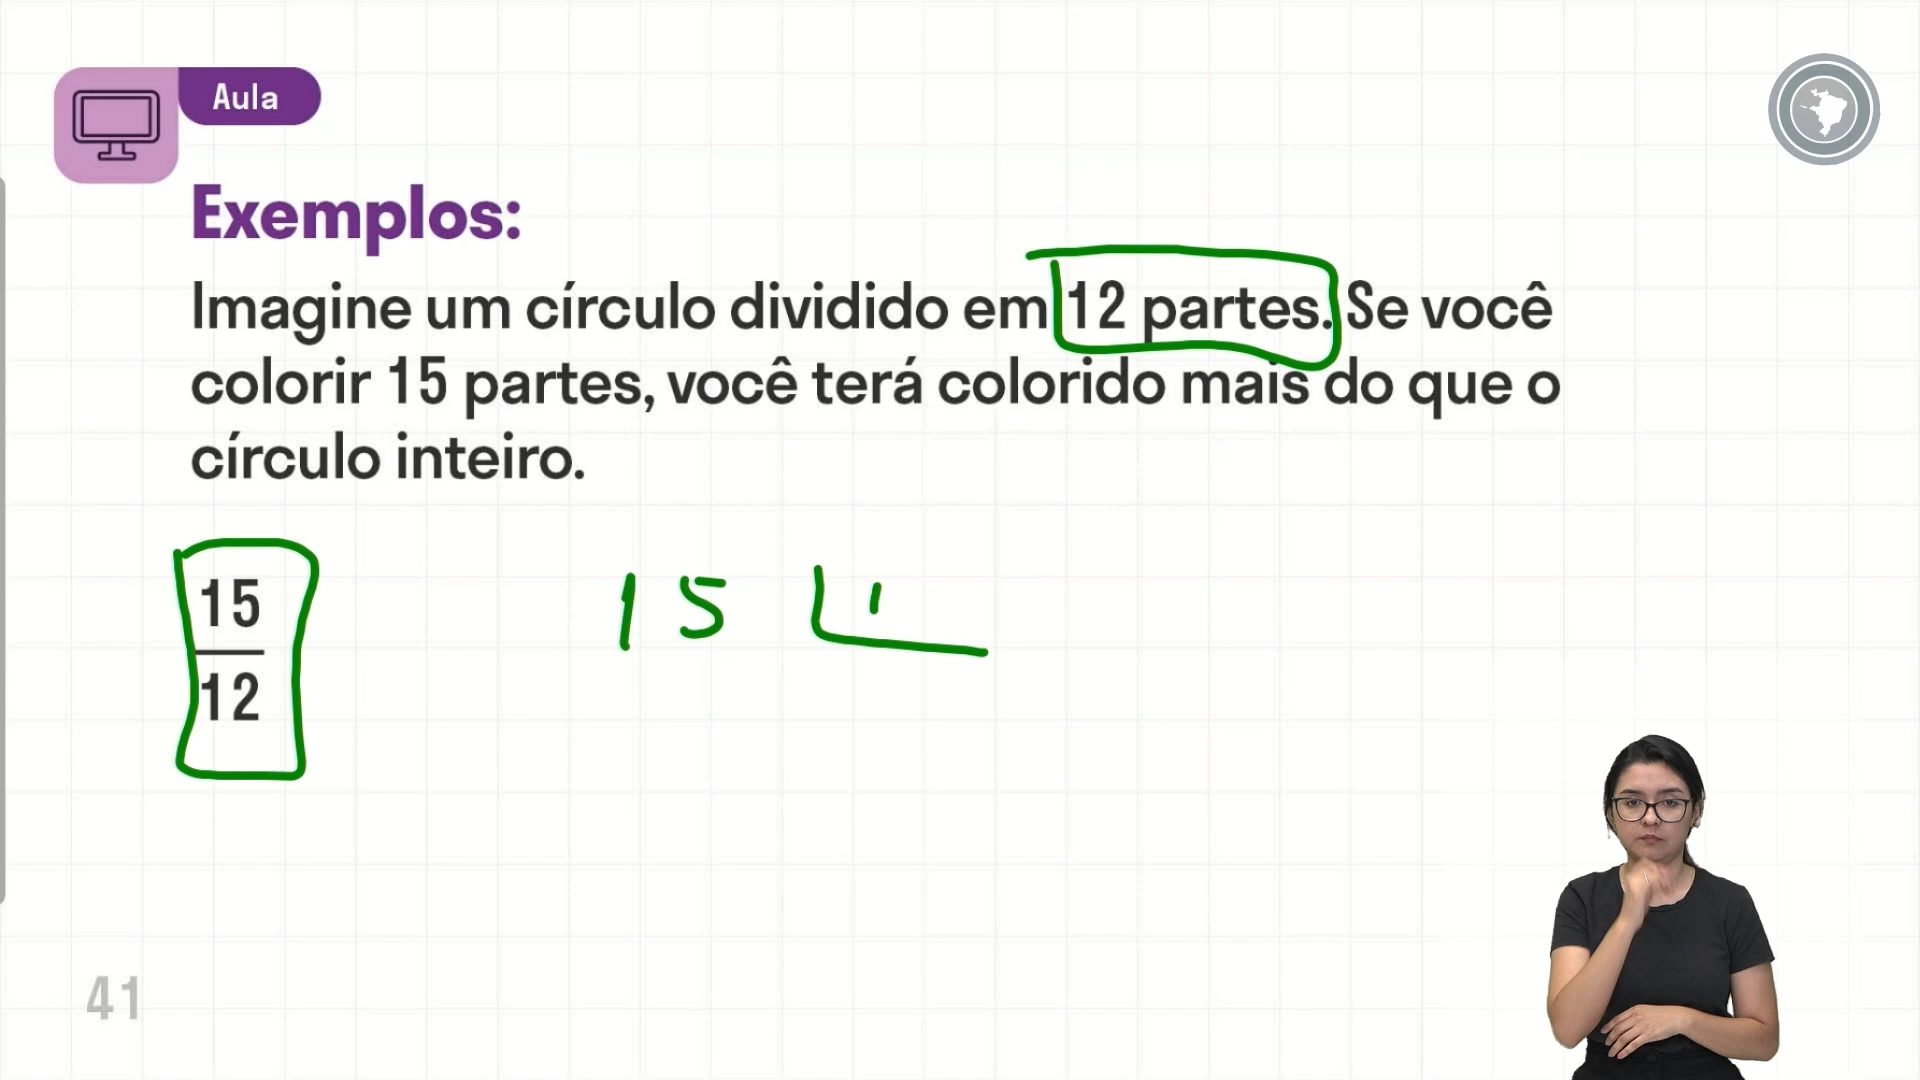 Aula
Exemplos:
Imagine um círculo dividido em 12 partes. Se você
colorir 15 partes, você terá colorido mais do que o
círculo inteiro.
15
12
15 1
41